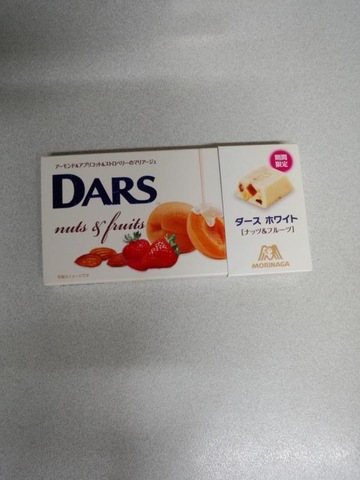 アーモンド&アプリコット&ストロベリーのマリアージュ
DARS
nuts & fruits
期間
限定
ダース ホワイト
[ナッツ&フルーツ]
MORINAGA